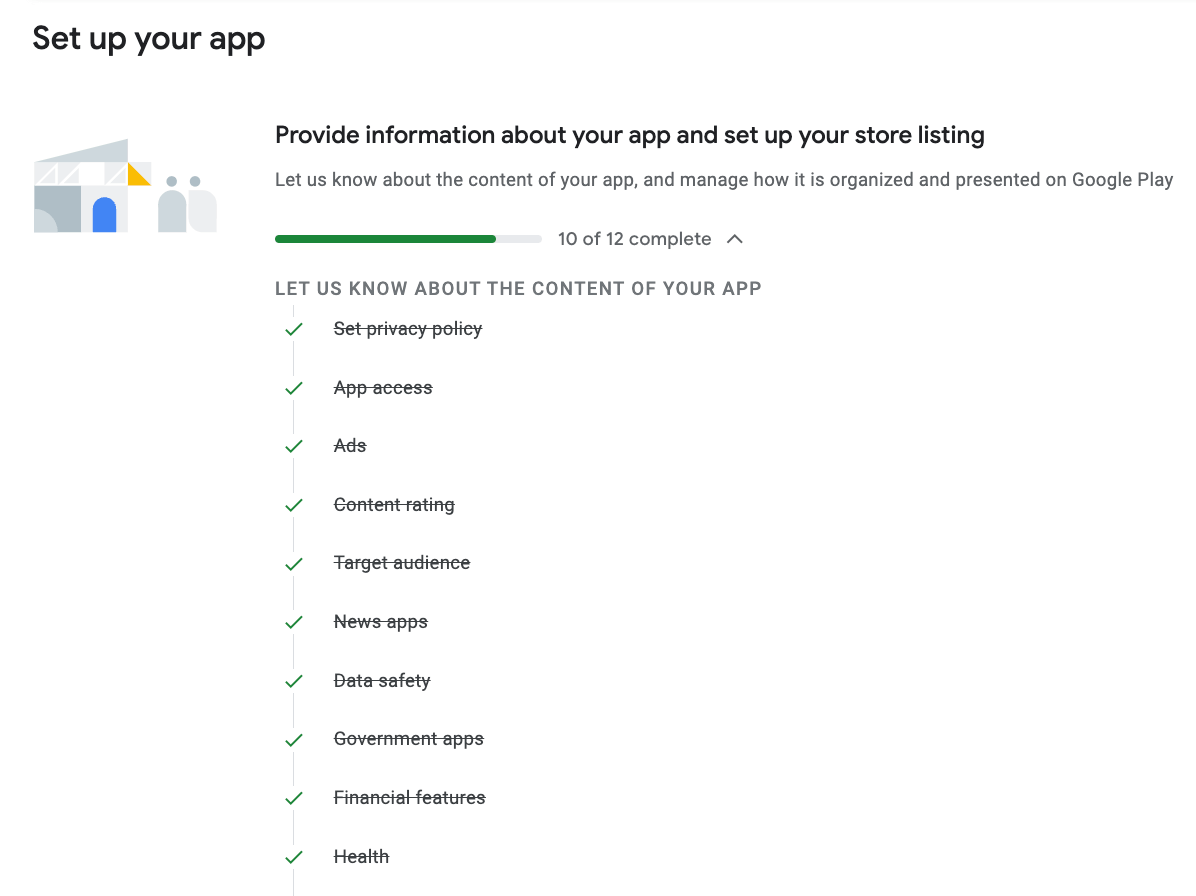 Set up your app
Provide information about your app and set up your store listing
Let us know about the content of your app, and manage how it is organized and presented on Google Play
10 of 12 complete
LET US KNOW ABOUT THE CONTENT OF YOUR APP
Set privacy policy
App access
Ads
Content rating
Target audience
News apps
Data safety
Government apps
Financial features
Health